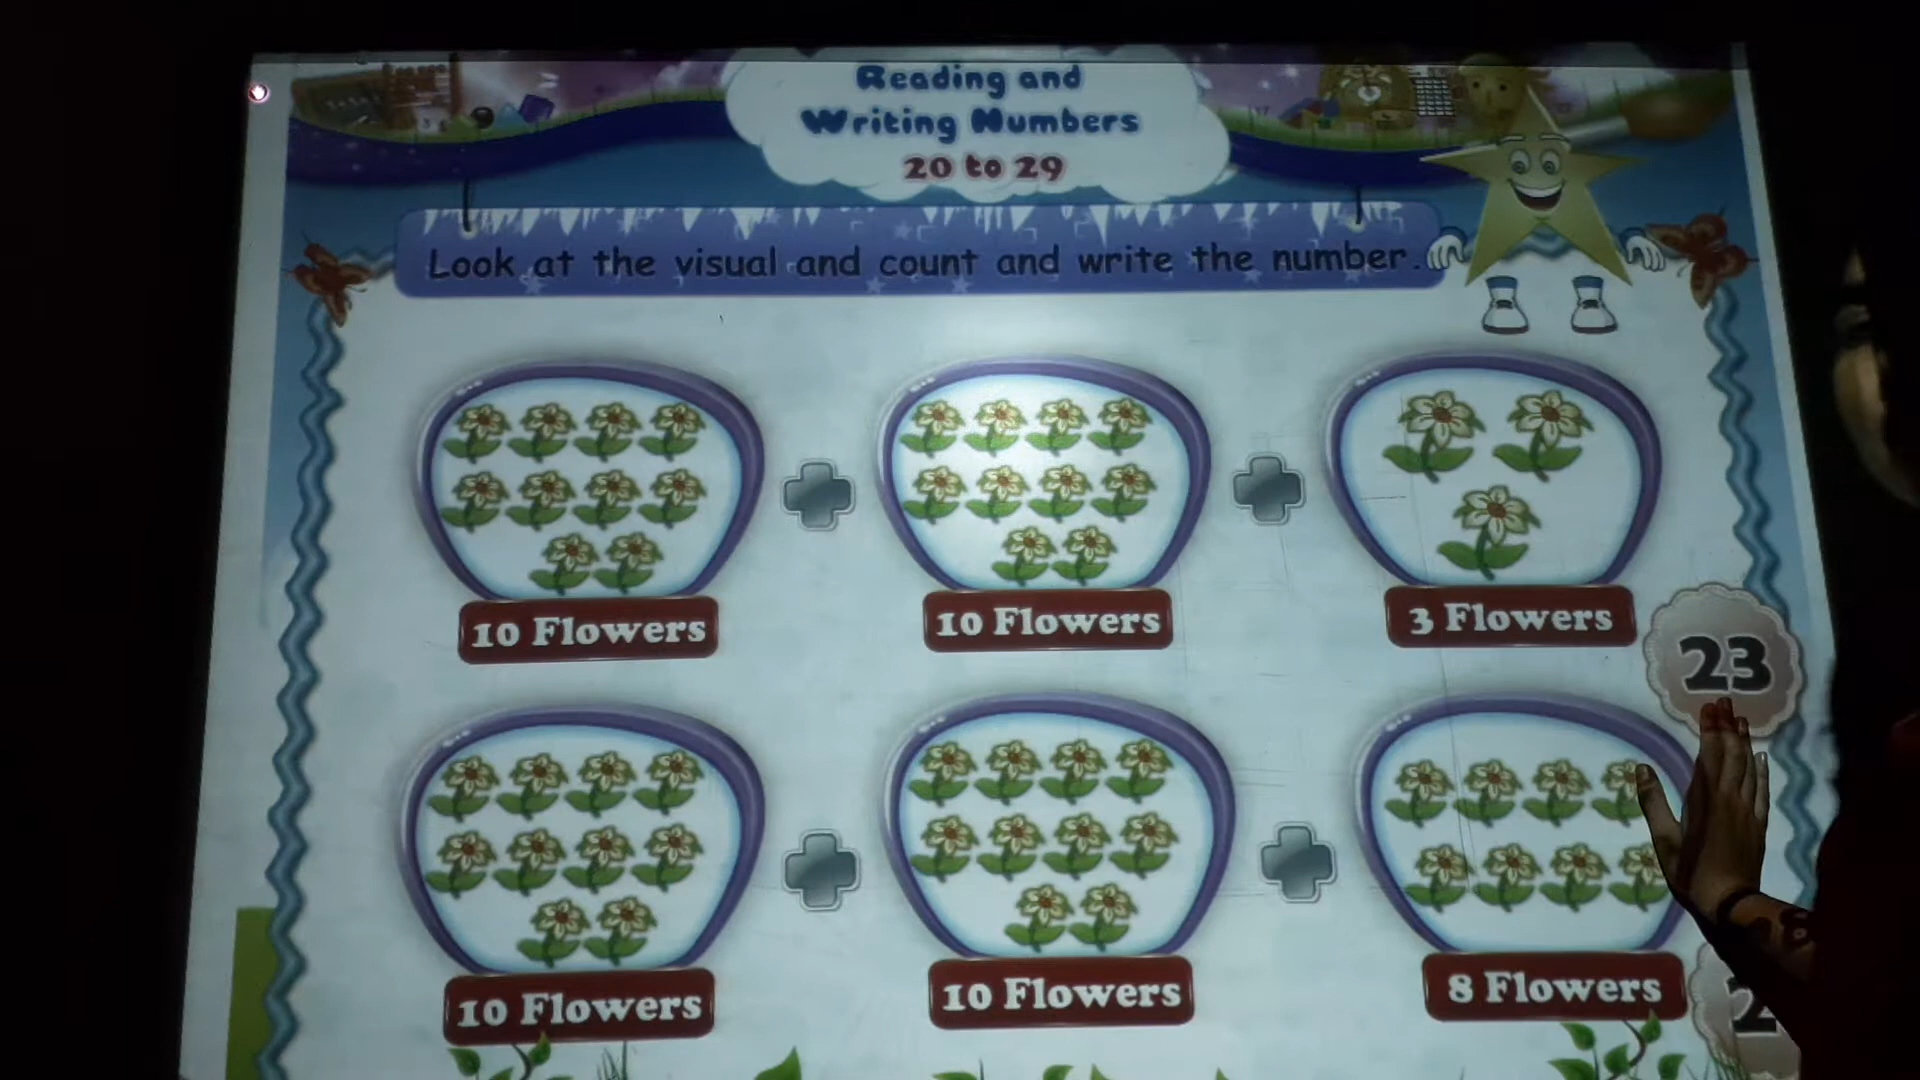 Reading and
Writing Numbers
20 to 29
Look at the visual and count and write the number.
10 Flowers
10 Flowers
3 Flowers
23
10 Flowers
10 Flowers
8 Flowers